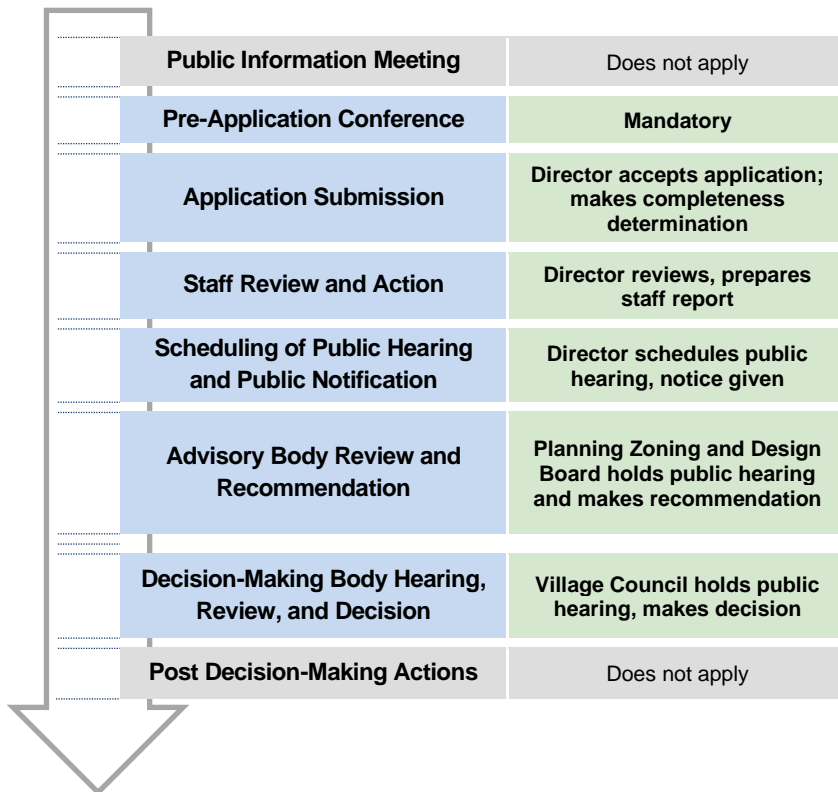 Public Information Meeting
Does not apply
Pre-Application Conference
Mandatory
Application Submission
Director accepts application;
makes completeness
determination
Staff Review and Action
Director reviews, prepares
staff report
Scheduling of Public Hearing
and Public Notification
Director schedules public
hearing, notice given
Advisory Body Review and
Recommendation
Planning Zoning and Design
Board holds public hearing
and makes recommendation
Decision-Making Body Hearing,
Review, and Decision
Village Council holds public
hearing, makes decision
Post Decision-Making Actions
Does not apply